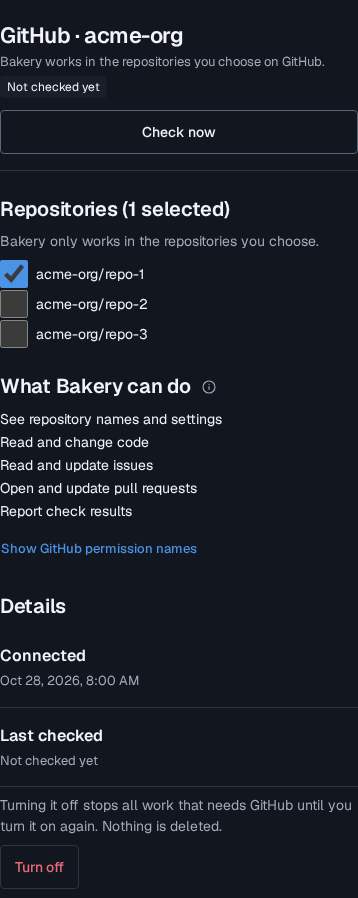 GitHub · acme-org
Bakery works in the repositories you choose on GitHub.
Not checked yet
Check now
Repositories (1 selected)
Bakery only works in the repositories you choose.
acme-org/repo-1
acme-org/repo-2
acme-org/repo-3
What Bakery can do
See repository names and settings
Read and change code
Read and update issues
Open and update pull requests
Report check results
Show GitHub permission names
Details
Connected
Oct 28, 2026, 8:00 AM
Last checked
Not checked yet
Turning it off stops all work that needs GitHub until you
turn it on again. Nothing is deleted.
Turn off